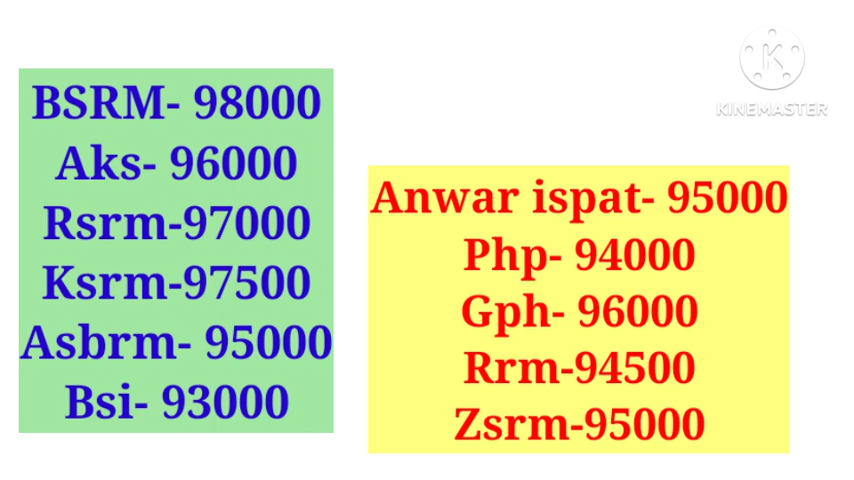 BSRM- 98000
Aks- 96000
Rsrm-97000
Ksrm-97500
Asbrm- 95000
Bsi- 93000
Anwar ispat- 95000
Php- 94000
Gph- 96000
Rrm-94500
Zsrm-95000
K
KINEMASTER